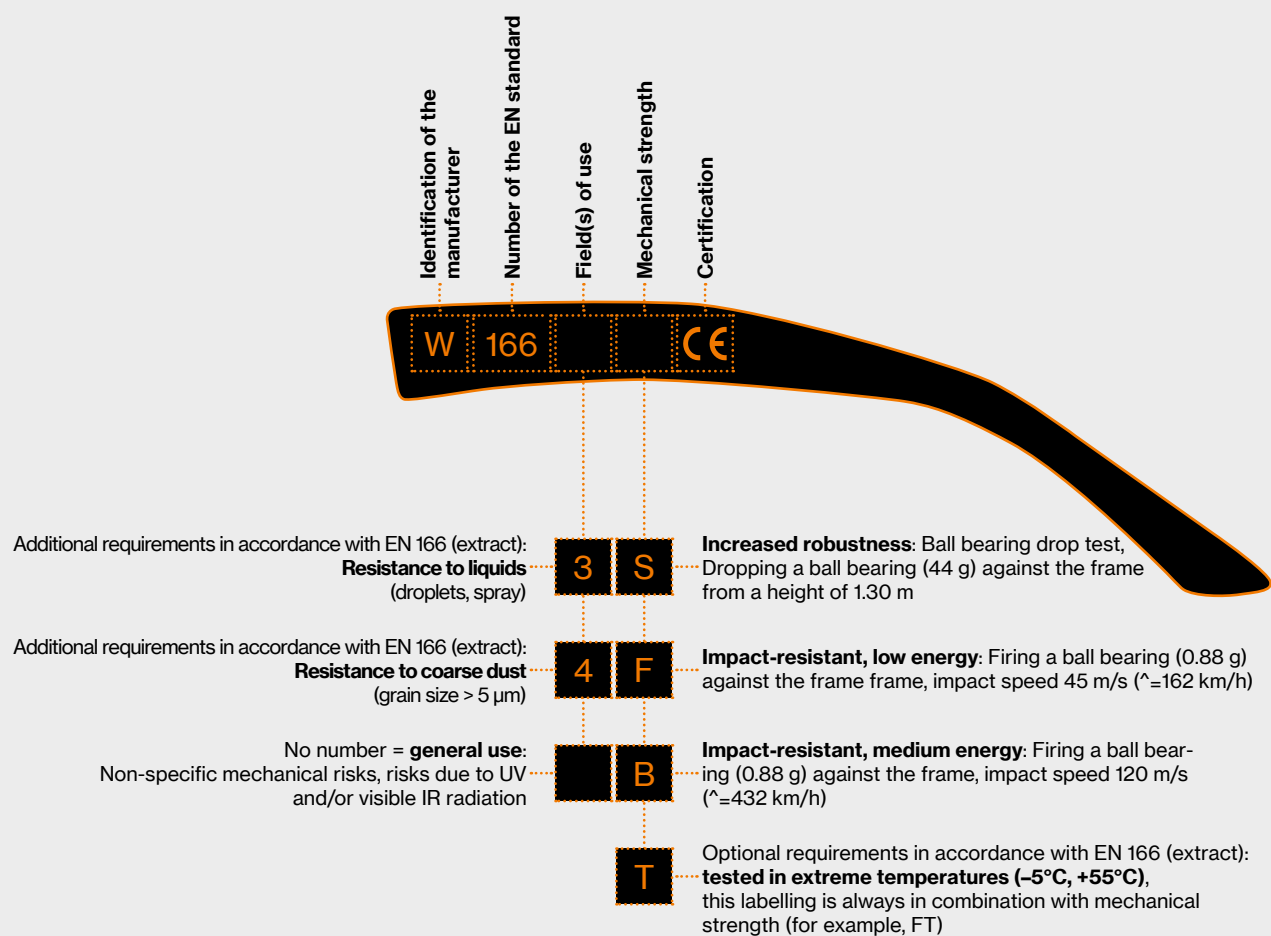 Identification of the
manufacturer
Number of the EN standard
Field(s) of use
Mechanical strength
Certification
W 166 CE
Additional requirements in accordance with EN 166 (extract):
Resistance to liquids
(droplets, spray)
3 S
Increased robustness: Ball bearing drop test,
Dropping a ball bearing (44 g) against the frame
from a height of 1.30 m
Additional requirements in accordance with EN 166 (extract):
Resistance to coarse dust
(grain size > 5 µm)
4 F
Impact-resistant, low energy: Firing a ball bearing (0.88 g)
against the frame frame, impact speed 45 m/s (^=162 km/h)
No number = general use:
Non-specific mechanical risks, risks due to UV
and/or visible IR radiation
B
Impact-resistant, medium energy: Firing a ball bear-
ing (0.88 g) against the frame, impact speed 120 m/s
(^=432 km/h)
T
Optional requirements in accordance with EN 166 (extract):
tested in extreme temperatures (–5°C, +55°C),
this labelling is always in combination with mechanical
strength (for example, FT)